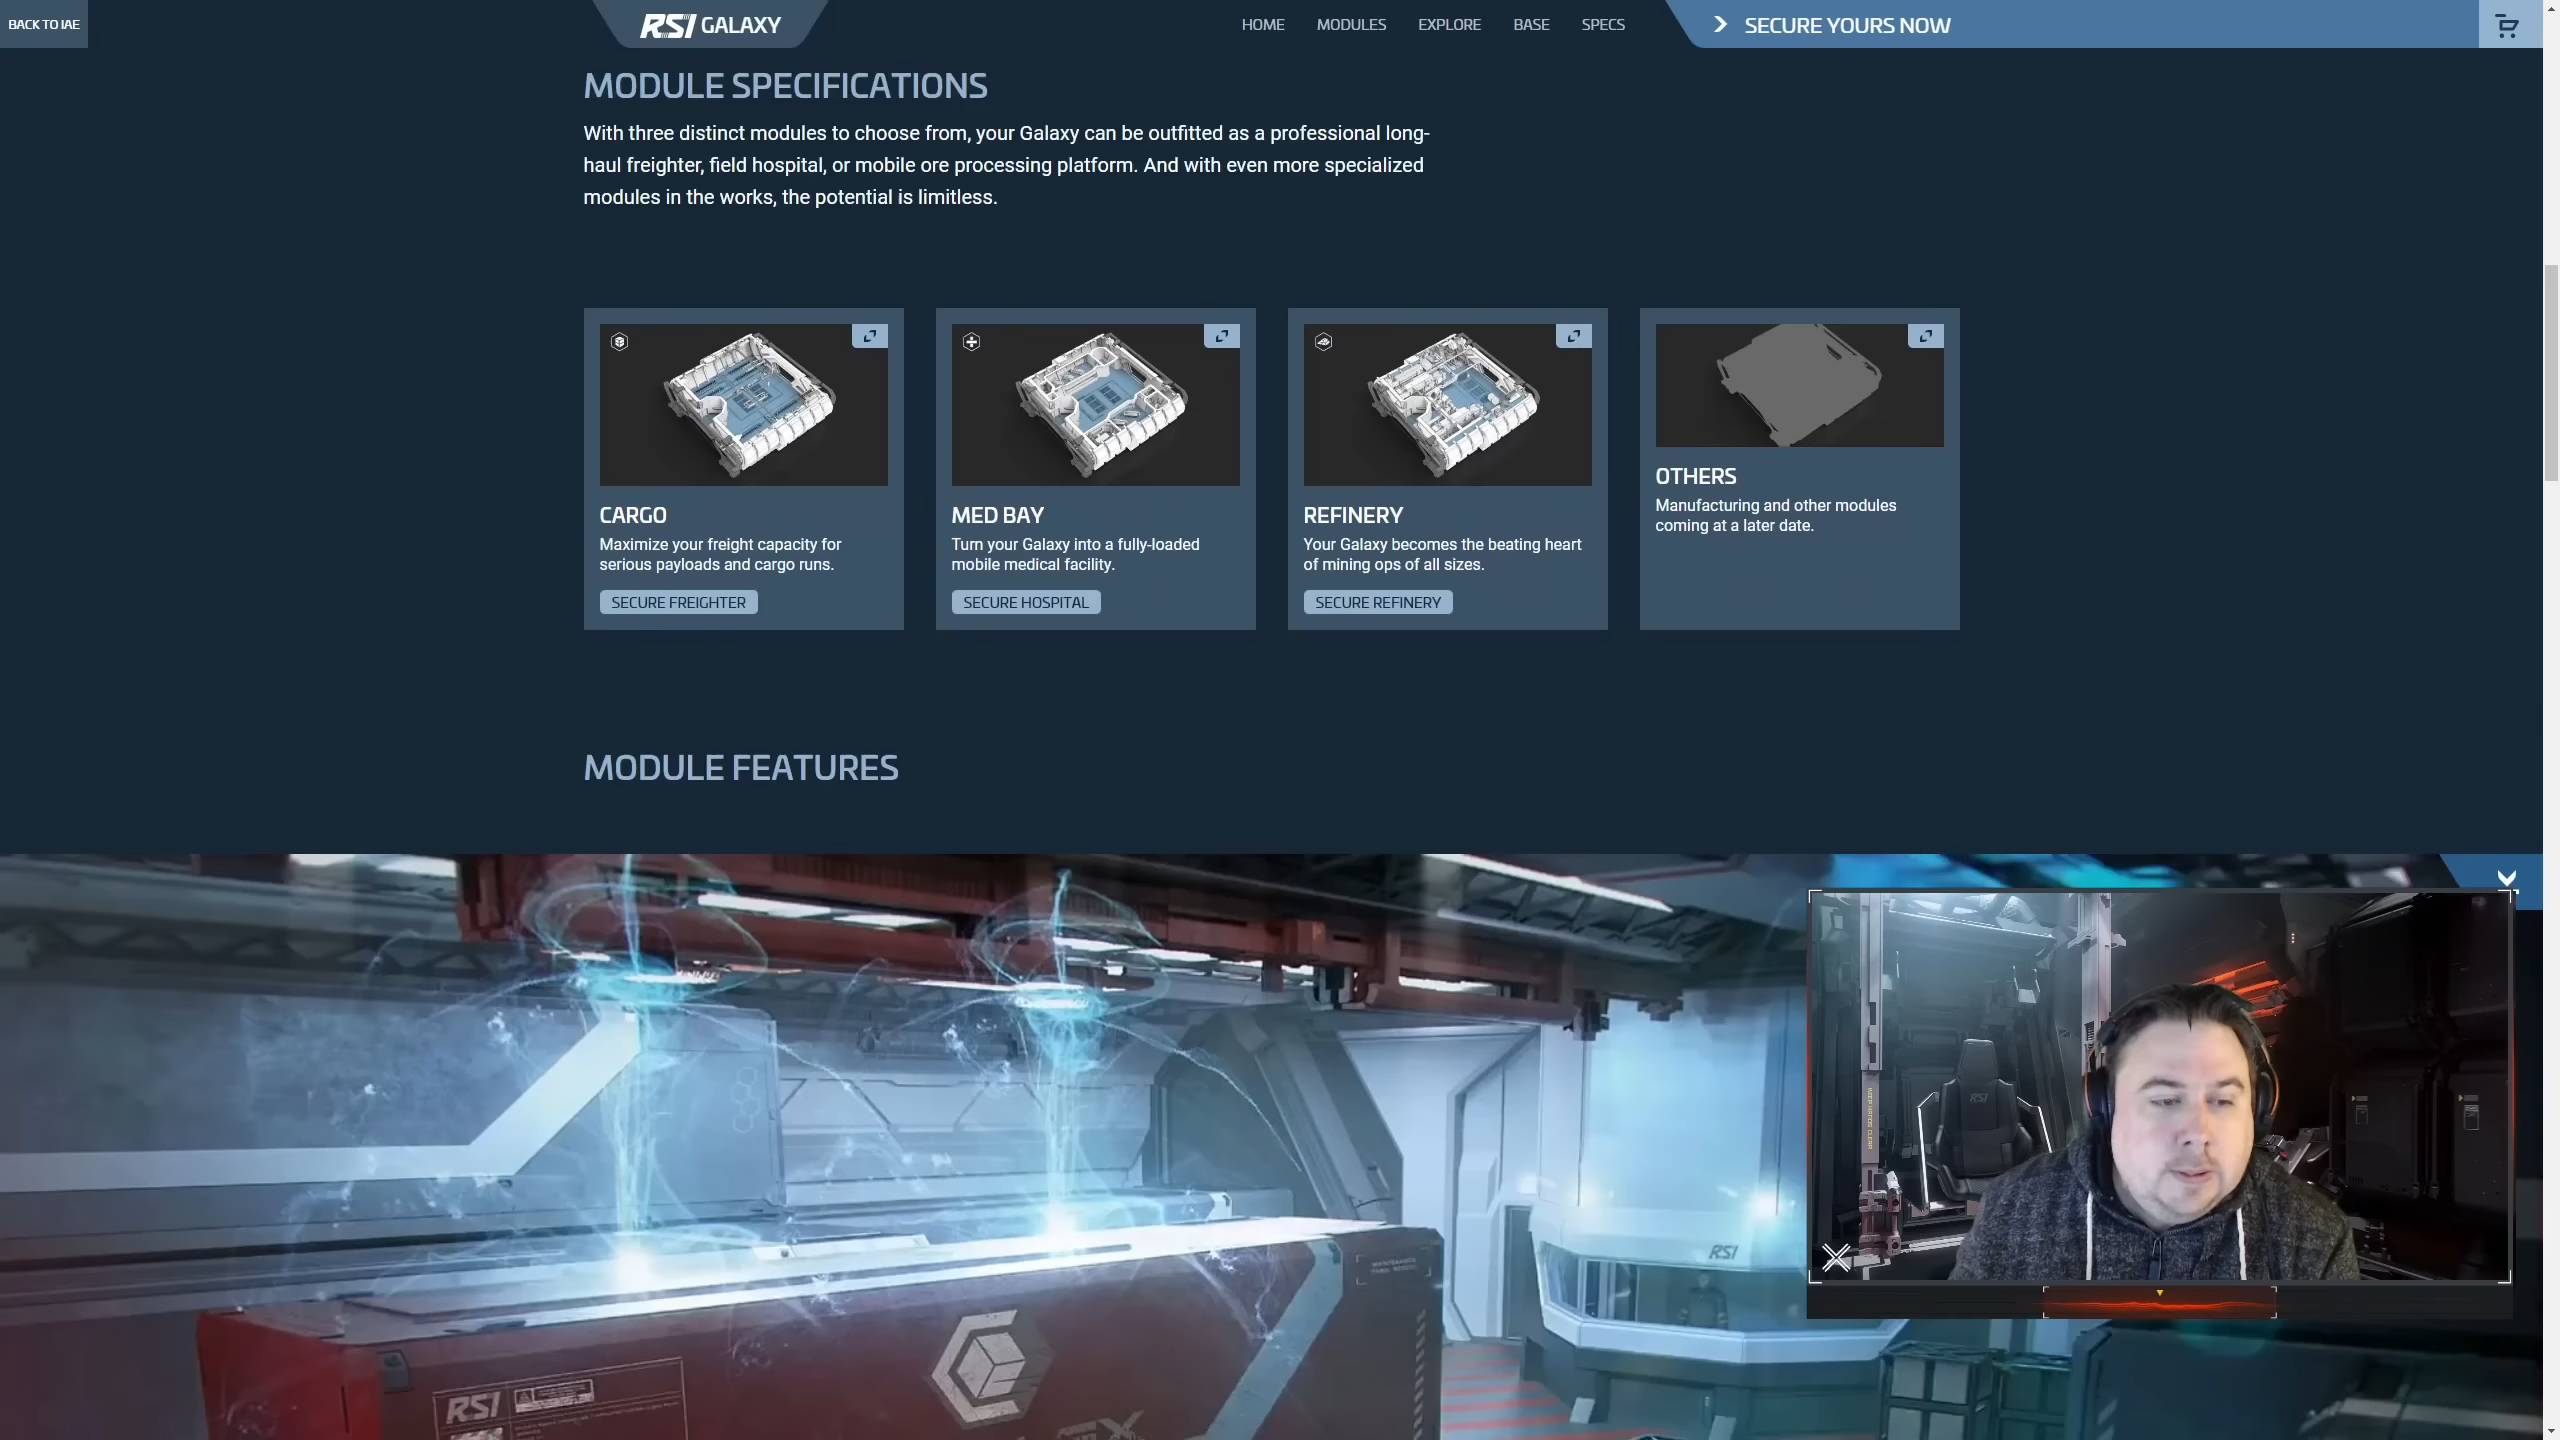 BACK TO IAE
RSI GALAXY
HOME
MODULES
EXPLORE
BASE
SPECS
SECURE YOURS NOW
MODULE SPECIFICATIONS
With three distinct modules to choose from, your Galaxy can be outfitted as a professional long-
haul freighter, field hospital, or mobile ore processing platform. And with even more specialized
modules in the works, the potential is limitless.
CARGO
Maximize your freight capacity for
serious payloads and cargo runs.
SECURE FREIGHTER
MED BAY
Turn your Galaxy into a fully-loaded
mobile medical facility.
SECURE HOSPITAL
REFINERY
Your Galaxy becomes the beating heart
of mining ops of all sizes.
SECURE REFINERY
OTHERS
Manufacturing and other modules
coming at a later date.
MODULE FEATURES
RSI
RSI
KEEP HANDS CLEAR
RSI